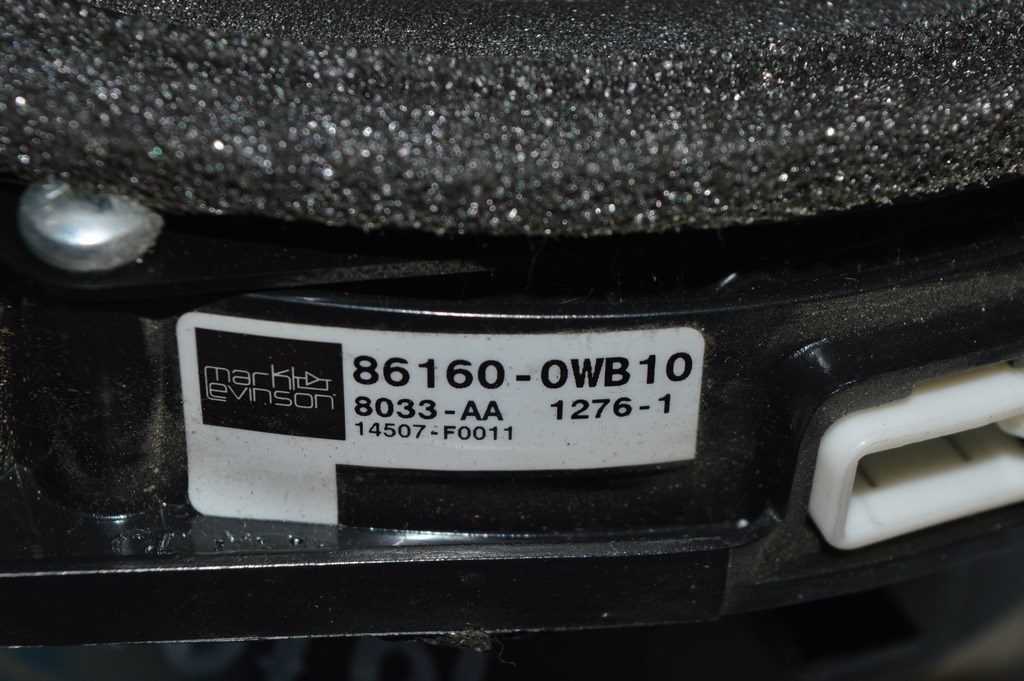 mark
levinson
86160-0WB10
8033-AA 1276-1
14507-F0011